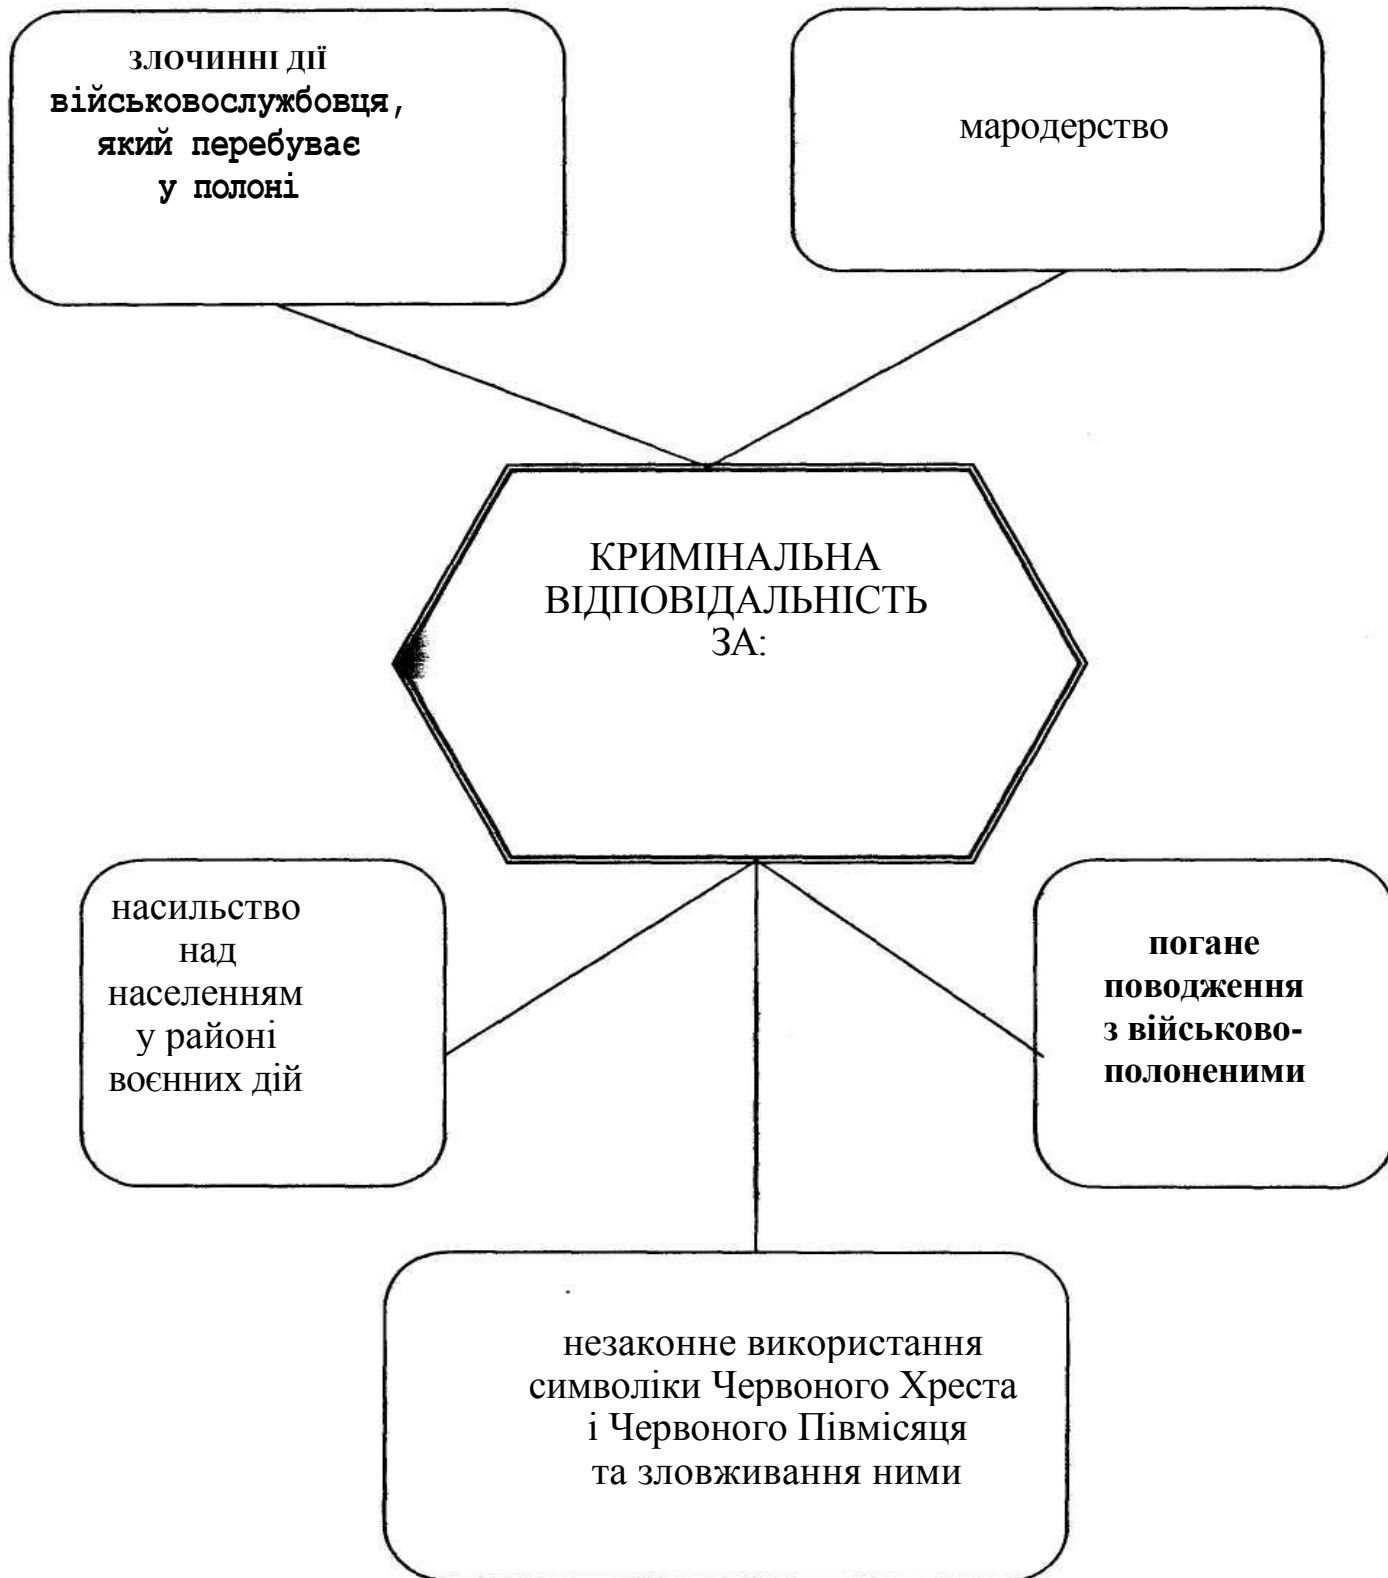 ЗЛОЧИННІ ДІЇ
військовослужбовця,
який перебуває
у полоні
мародерство
КРИМІНАЛЬНА
ВІДПОВІДАЛЬНІСТЬ
ЗА:
насильство
над
населенням
у районі
воєнних дій
погане
поводження
з військово-
полоненими
незаконне використання
символіки Червоного Хреста
і Червоного Півмісяця
та зловживання ними